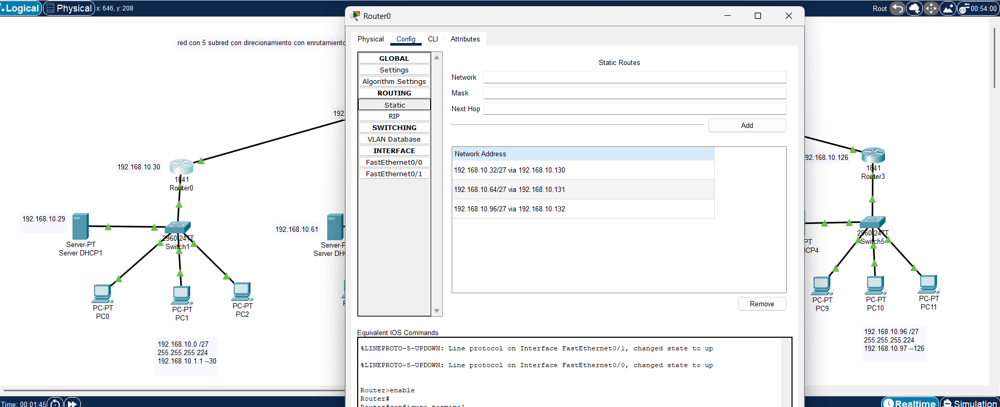 Logical
Physical
x: 646, y: 208
Root
00:54:00
red con 5 subred con direcionamiento con enrutamiento
192.
192.168.10.30
1841
Router0
192.168.10.29
Server-PT
Server DHCP1
2960-24TT
Switch1
192.168.10.61
Server-P
Server DH
PC-PT
PC0
PC-PT
PC1
PC-PT
PC2
192.168.10.0 /27
255.255.255.224
192.168.10.1.1 --30
Router0
Physical
Config
CLI
Attributes
GLOBAL
Settings
Algorithm Settings
ROUTING
Static
RIP
SWITCHING
VLAN Database
INTERFACE
FastEthernet0/0
FastEthernet0/1
Static Routes
Network
Mask
Next Hop
Add
Network Address
192.168.10.32/27 via 192.168.10.130
192.168.10.64/27 via 192.168.10.131
192.168.10.96/27 via 192.168.10.132
Remove
Equivalent IOS Commands
%LINEPROTO-5-UPDOWN: Line protocol on Interface FastEthernet0/1, changed state to up
%LINEPROTO-5-UPDOWN: Line protocol on Interface FastEthernet0/0, changed state to up
Router>enable
Router#
Router#configure terminal
92.168.10.126
1841
Router3
2960-24TT
Switch5
PT
CP4
PC-PT
PC9
PC-PT
PC10
PC-PT
PC11
192.168.10.96 /27
255.255.255.224
192.168.10.97 --126
Time: 00:01:45
Realtime
Simulation